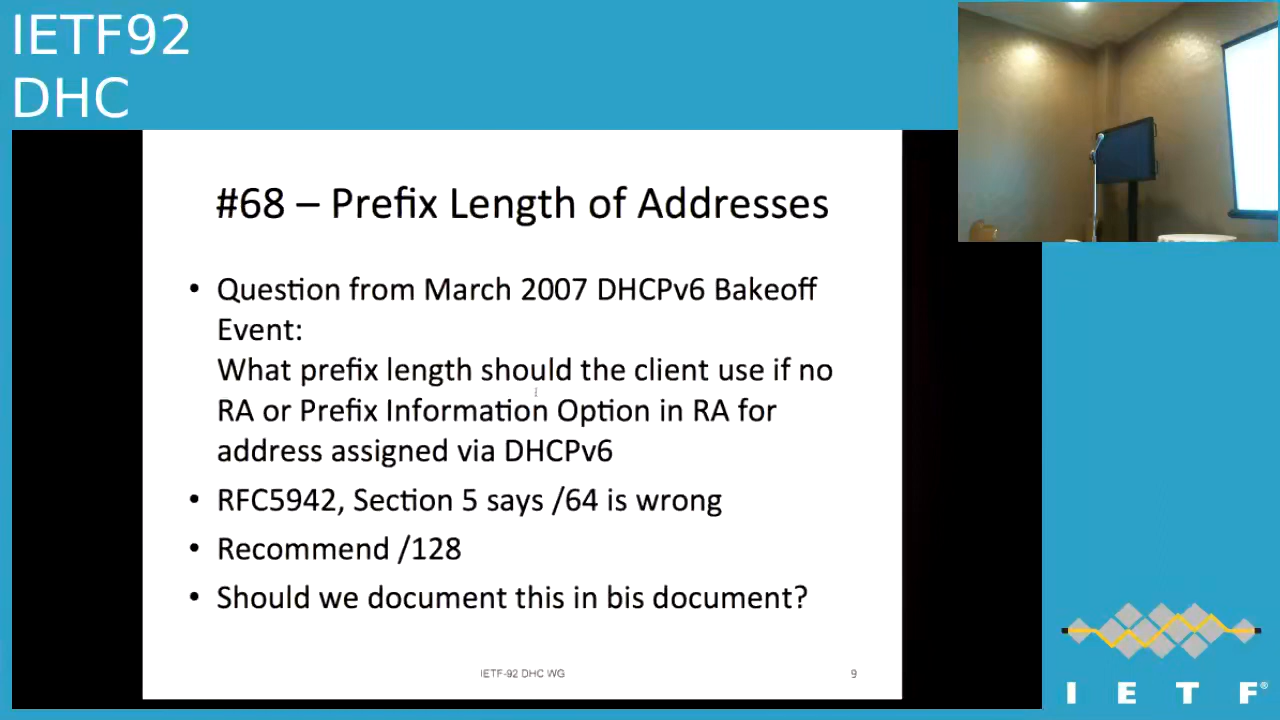 IETF92
DHC
#68 – Prefix Length of Addresses
• Question from March 2007 DHCPv6 Bakeoff
Event:
What prefix length should the client use if no
RA or Prefix Information Option in RA for
address assigned via DHCPv6
• RFC5942, Section 5 says /64 is wrong
• Recommend /128
• Should we document this in bis document?
IETF-92 DHC WG
9
I E T F®